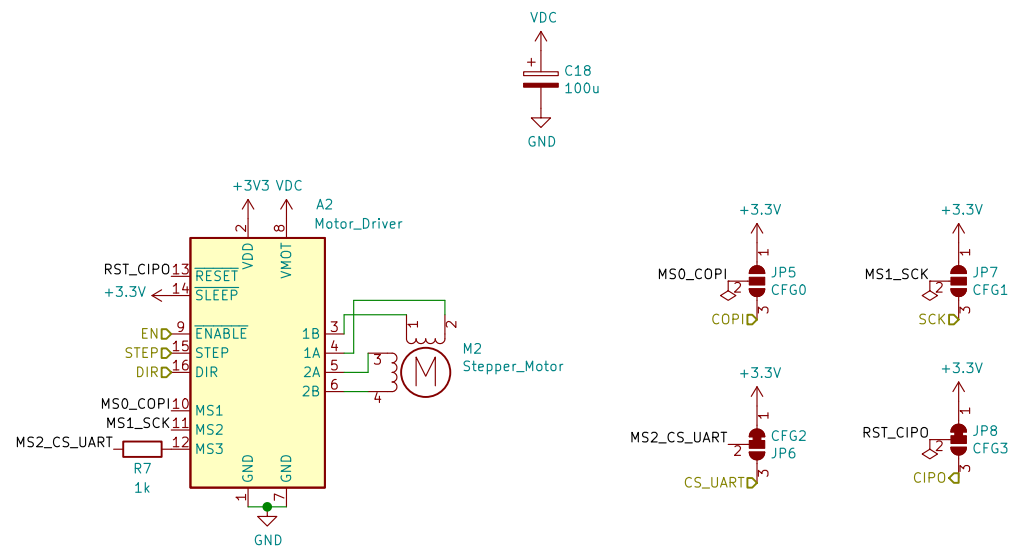 VDC
+
C18
100u
GND
+3V3 VDC
A2
Motor_Driver
2
8
VDD
VMOT
RST_CIPO 13 RESET
+3.3V 14 SLEEP
EN 9 ENABLE
STEP 15 STEP
DIR 16 DIR
MS0_COPI 10 MS1
MS1_SCK 11 MS2
MS2_CS_UART 12 MS3
R7
1k
1B 3
1A 4
2A 5
2B 6
1
2
3
4
M
M2
Stepper_Motor
GND
GND
1
7
GND
+3.3V
1
MS0_COPI
2
JP5
CFG0
3
COPI
+3.3V
1
MS1_SCK
2
JP7
CFG1
3
SCK
+3.3V
1
MS2_CS_UART
2
CFG2
JP6
3
CS_UART
+3.3V
1
RST_CIPO
2
JP8
CFG3
3
CIPO